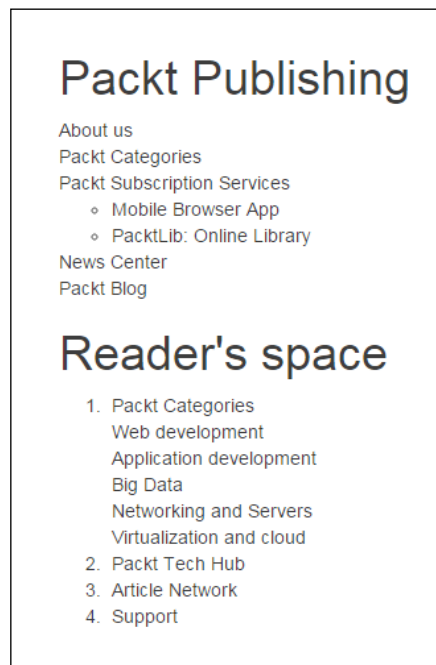 Packt Publishing
About us
Packt Categories
Packt Subscription Services
◦ Mobile Browser App
◦ PacktLib: Online Library
News Center
Packt Blog
Reader's space
1. Packt Categories
Web development
Application development
Big Data
Networking and Servers
Virtualization and cloud
2. Packt Tech Hub
3. Article Network
4. Support